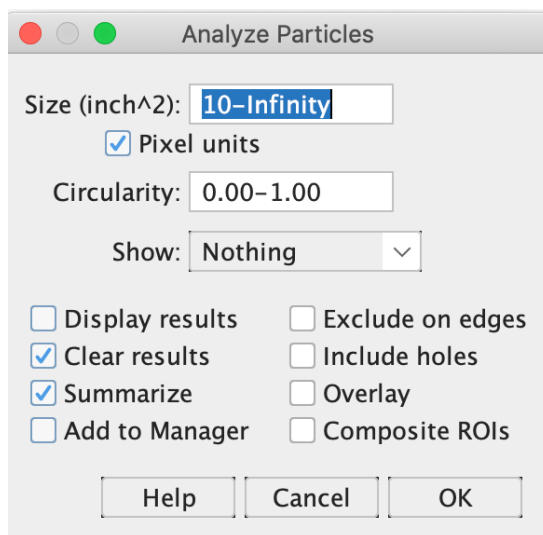 Analyze Particles
Size (inch^2): 10-Infinity
Pixel units
Circularity: 0.00-1.00
Show: Nothing
Display results Exclude on edges
Clear results Include holes
Summarize Overlay
Add to Manager Composite ROIs
Help Cancel OK